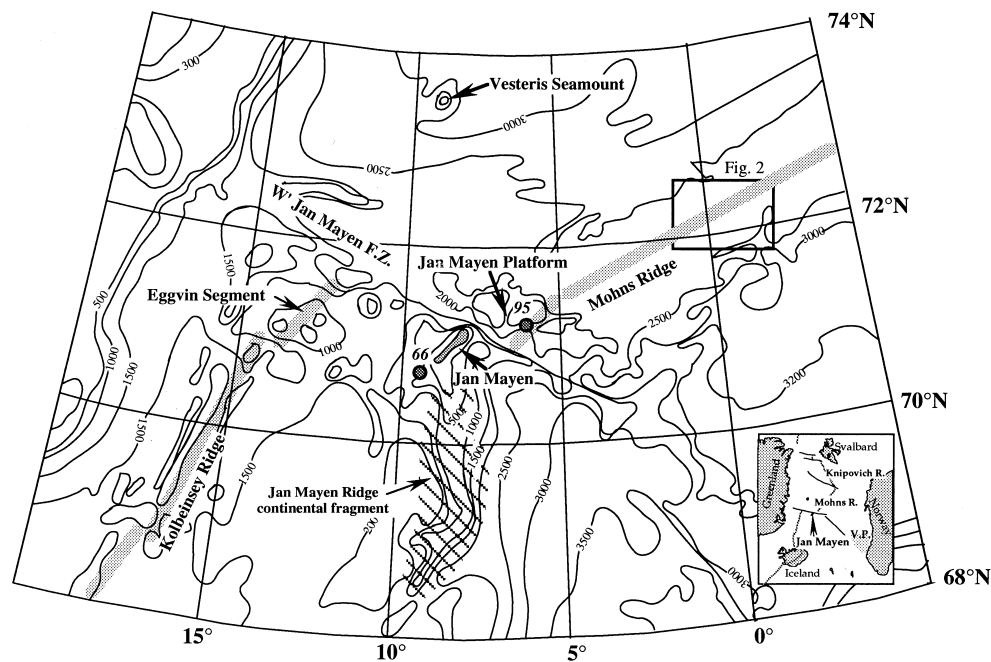 74°N
300
Vesteris Seamount
3000
2500
Fig. 2
W' Jan Mayen F.Z.
72°N
3000
1500
Jan Mayen Platform
Mohns Ridge
Eggvin Segment
2000
95
500
2500
1000
66
1000
1500
Jan Mayen
3200
70°N
500
1000
1500
1500
2500
3000
1500
Svalbard
Greenland
Knipovich R.
Jan Mayen Ridge
continental fragment
Mohns R.
Norway
200
Kolbeinsey Ridge
3500
V.P.
Jan Mayen
Iceland
3000
68°N
15°
10°
5°
0°